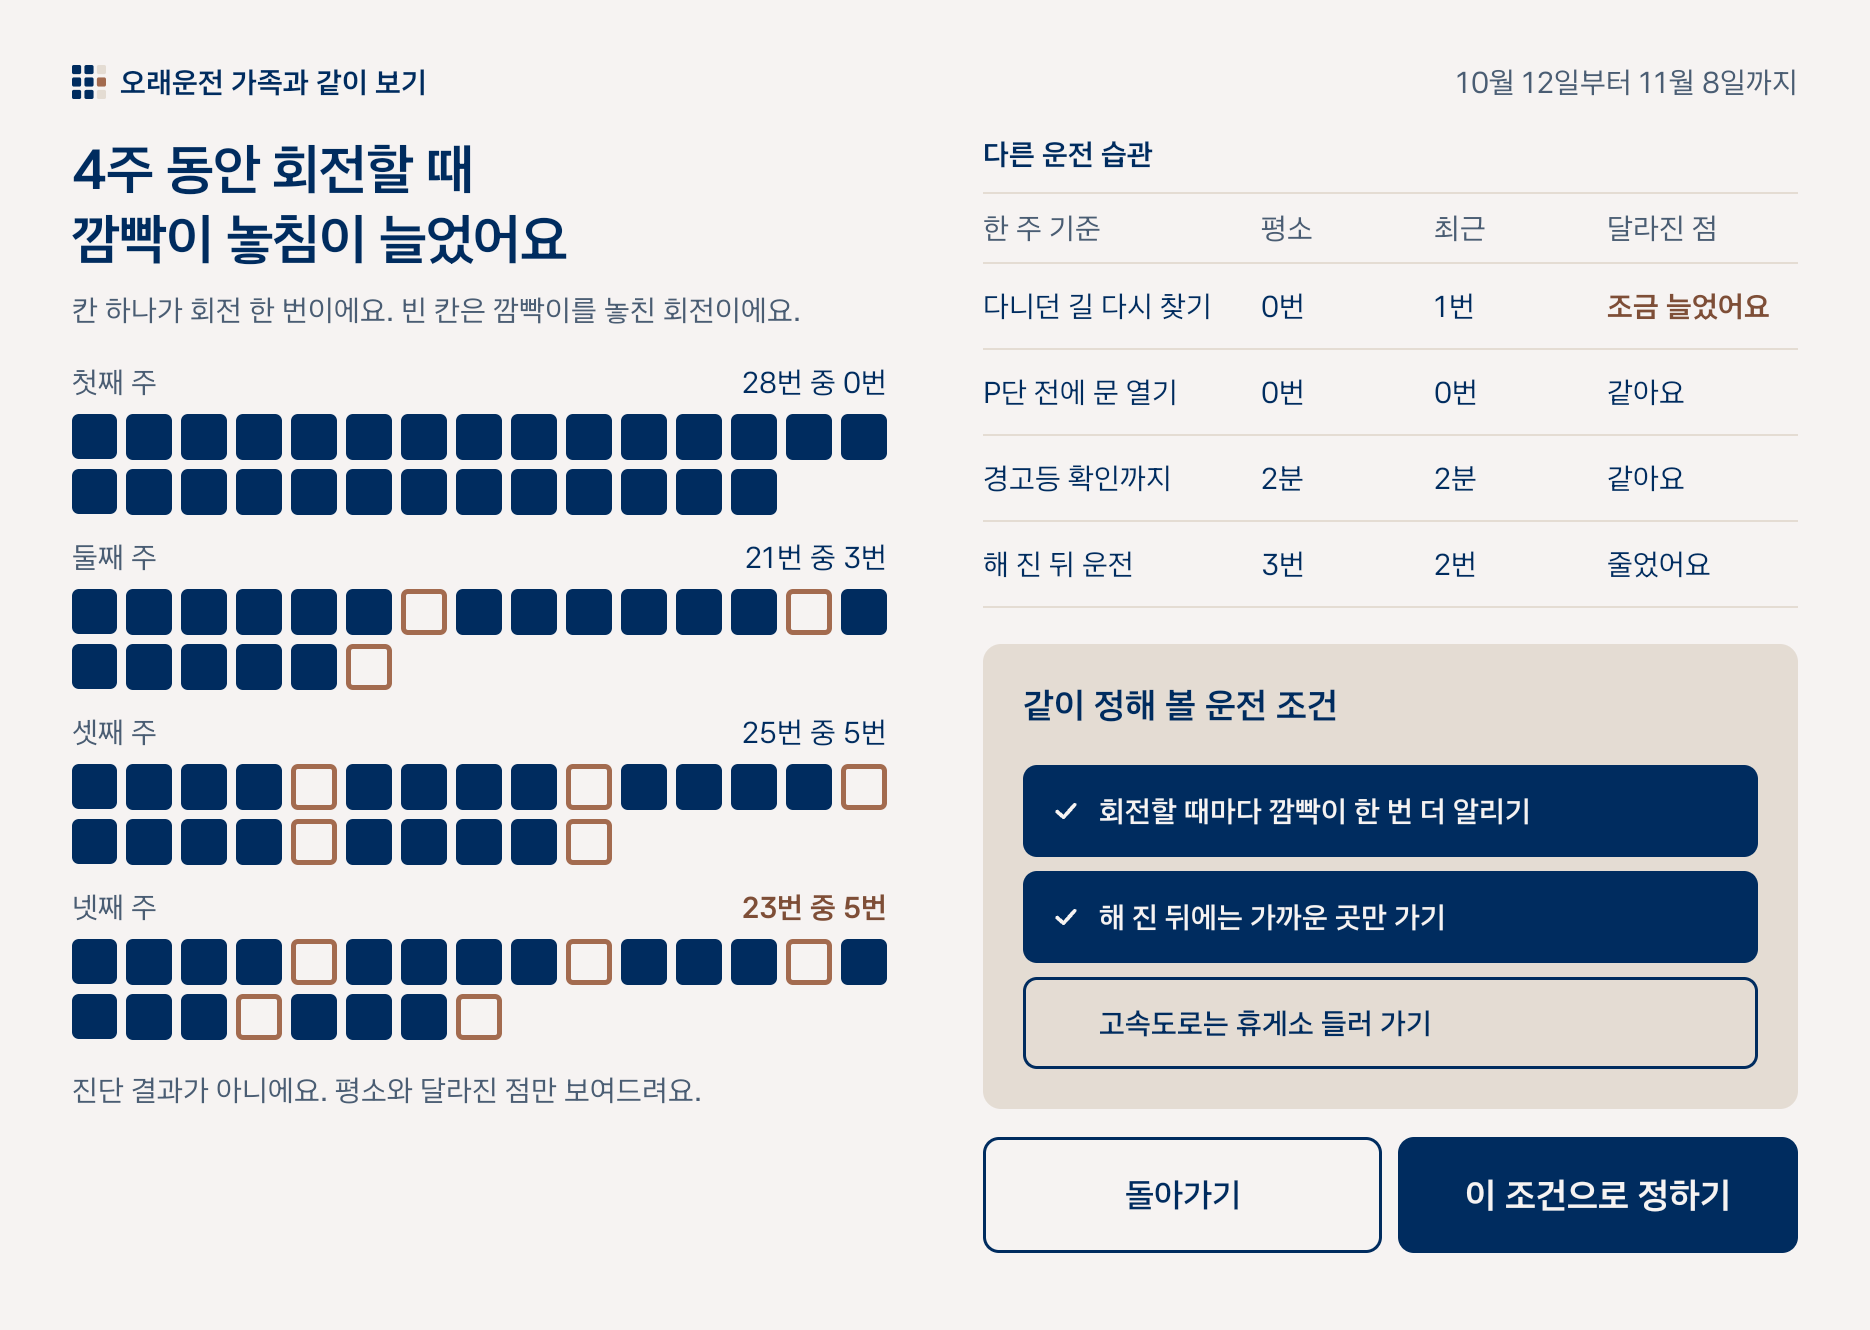 오래운전 가족과 같이 보기
10월 12일부터 11월 8일까지
4주 동안 회전할 때
깜빡이 놓침이 늘었어요
칸 하나가 회전 한 번이에요. 빈 칸은 깜빡이를 놓친 회전이에요.
첫째 주 28번 중 0번
둘째 주 21번 중 3번
셋째 주 25번 중 5번
넷째 주 23번 중 5번
진단 결과가 아니에요. 평소와 달라진 점만 보여드려요.
다른 운전 습관
한 주 기준 평소 최근 달라진 점
다니던 길 다시 찾기 0번 1번 조금 늘었어요
P단 전에 문 열기 0번 0번 같아요
경고등 확인까지 2분 2분 같아요
해 진 뒤 운전 3번 2번 줄었어요
같이 정해 볼 운전 조건
회전할 때마다 깜빡이 한 번 더 알리기
해 진 뒤에는 가까운 곳만 가기
고속도로는 휴게소 들러 가기
돌아가기
이 조건으로 정하기